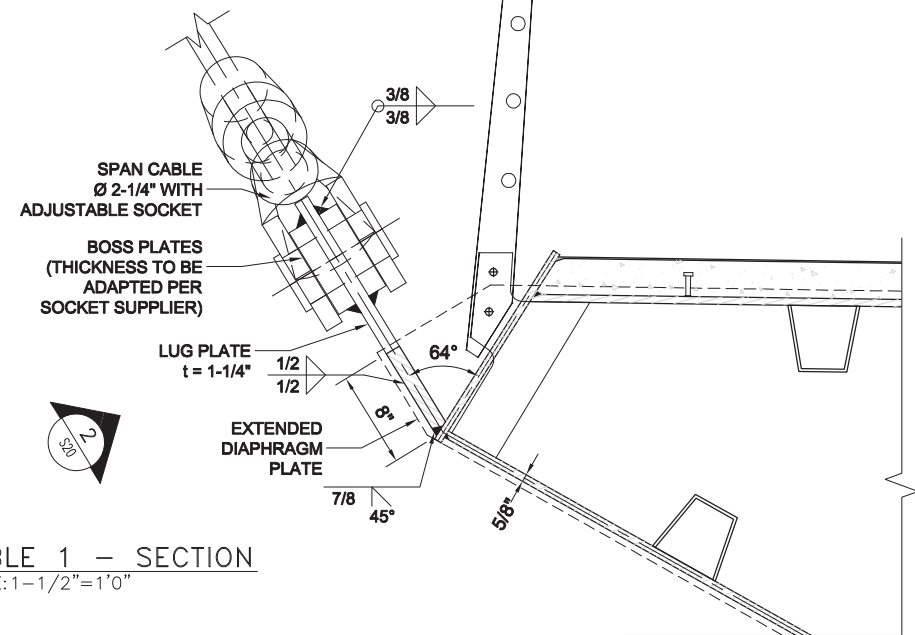 3/8
3/8
SPAN CABLE
Ø 2-1/4" WITH
ADJUSTABLE SOCKET
BOSS PLATES
(THICKNESS TO BE
ADAPTED PER
SOCKET SUPPLIER)
LUG PLATE
t = 1-1/4"
1/2
1/2
64°
8"
EXTENDED
DIAPHRAGM
PLATE
7/8
45°
5/8"
2
S20
BLE 1 – SECTION
E:1-1/2"=1'0"